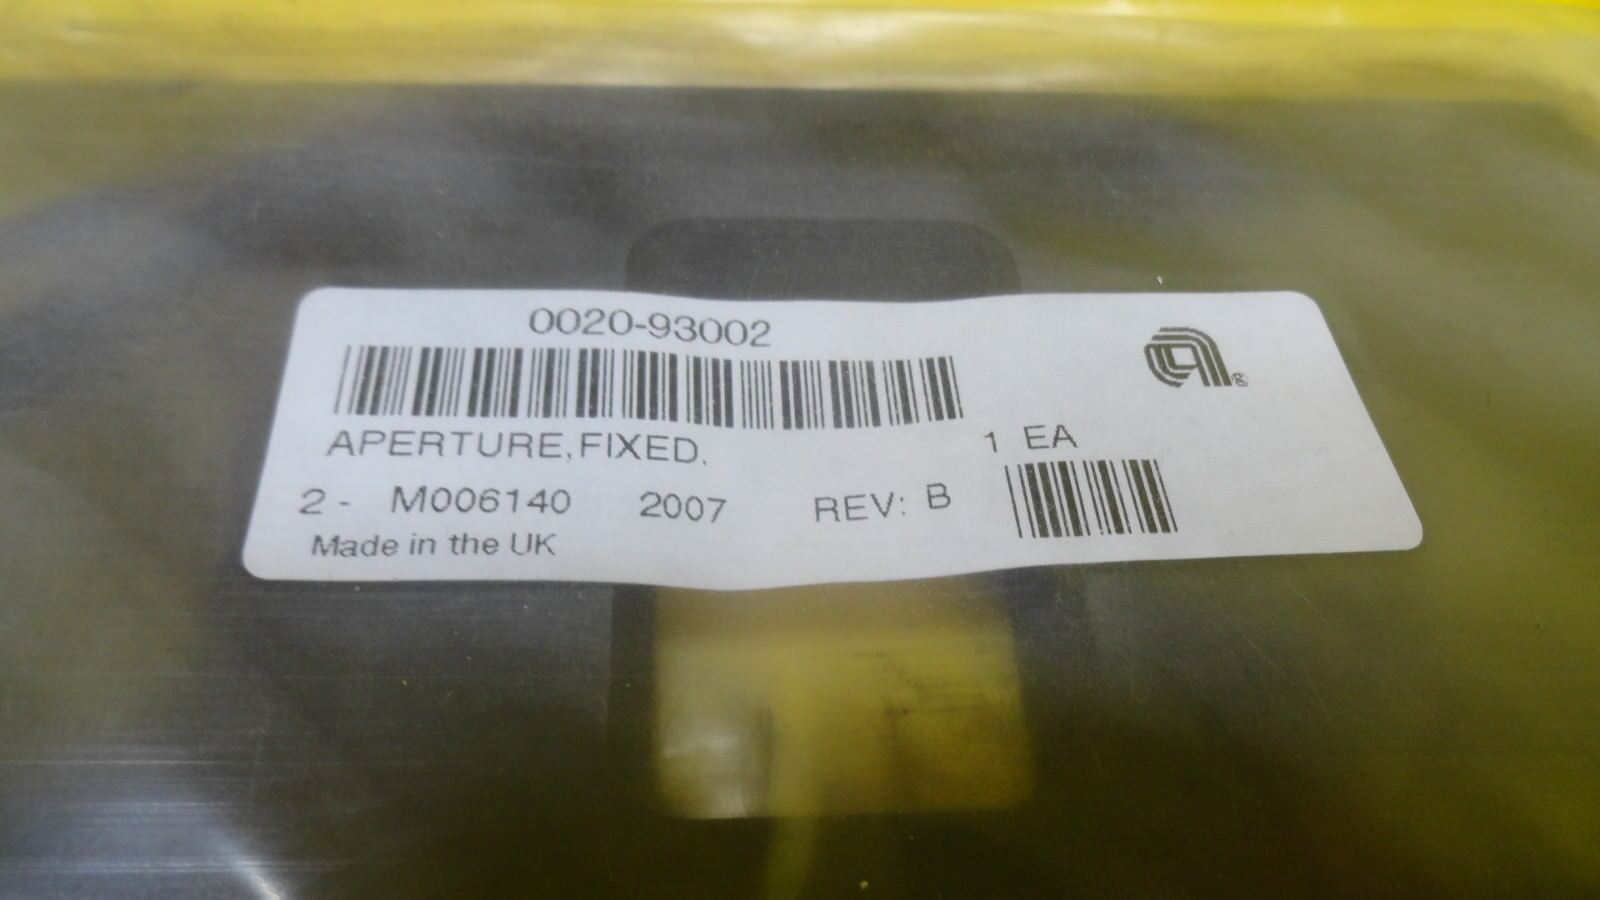 0020-93002
APERTURE,FIXED.
1 EA
2 - M006140 2007 REV: B
Made in the UK